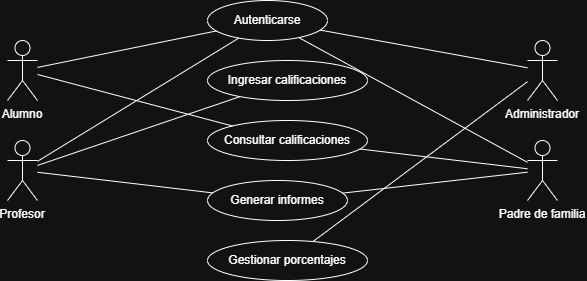 Autenticarse
Ingresar calificaciones
Alumno
Administrador
Consultar calificaciones
Generar informes
Profesor
Padre de familia
Gestionar porcentajes